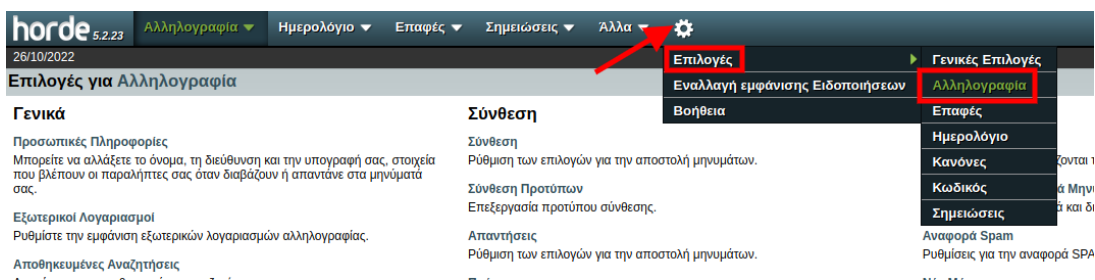 horde 5.2.23 Αλληλογραφία Ημερολόγιο Επαφές Σημειώσεις Άλλα
26/10/2022
Επιλογές για Αλληλογραφία
Επιλογές
Εναλλαγή εμφάνισης Ειδοποιήσεων
Βοήθεια
Γενικές Επιλογές
Αλληλογραφία
Επαφές
Ημερολόγιο
Κανόνες
Κωδικός
Σημειώσεις
Γενικά
Προσωπικές Πληροφορίες
Μπορείτε να αλλάξετε το όνομα, τη διεύθυνση και την υπογραφή σας, στοιχεία
που βλέπουν οι παραλήπτες σας όταν διαβάζουν ή απαντάνε στα μηνύματά
σας.
Εξωτερικοί Λογαριασμοί
Ρυθμίστε την εμφάνιση εξωτερικών λογαριασμών αλληλογραφίας.
Αποθηκευμένες Αναζητήσεις
Σύνθεση
Σύνθεση
Ρύθμιση των επιλογών για την αποστολή μηνυμάτων.
Σύνθεση Προτύπων
Επεξεργασία προτύπου σύνθεσης.
Απαντήσεις
Ρύθμιση των επιλογών για την αποστολή μηνυμάτων.
Αναφορά Spam
Ρυθμίσεις για την αναφορά SPA